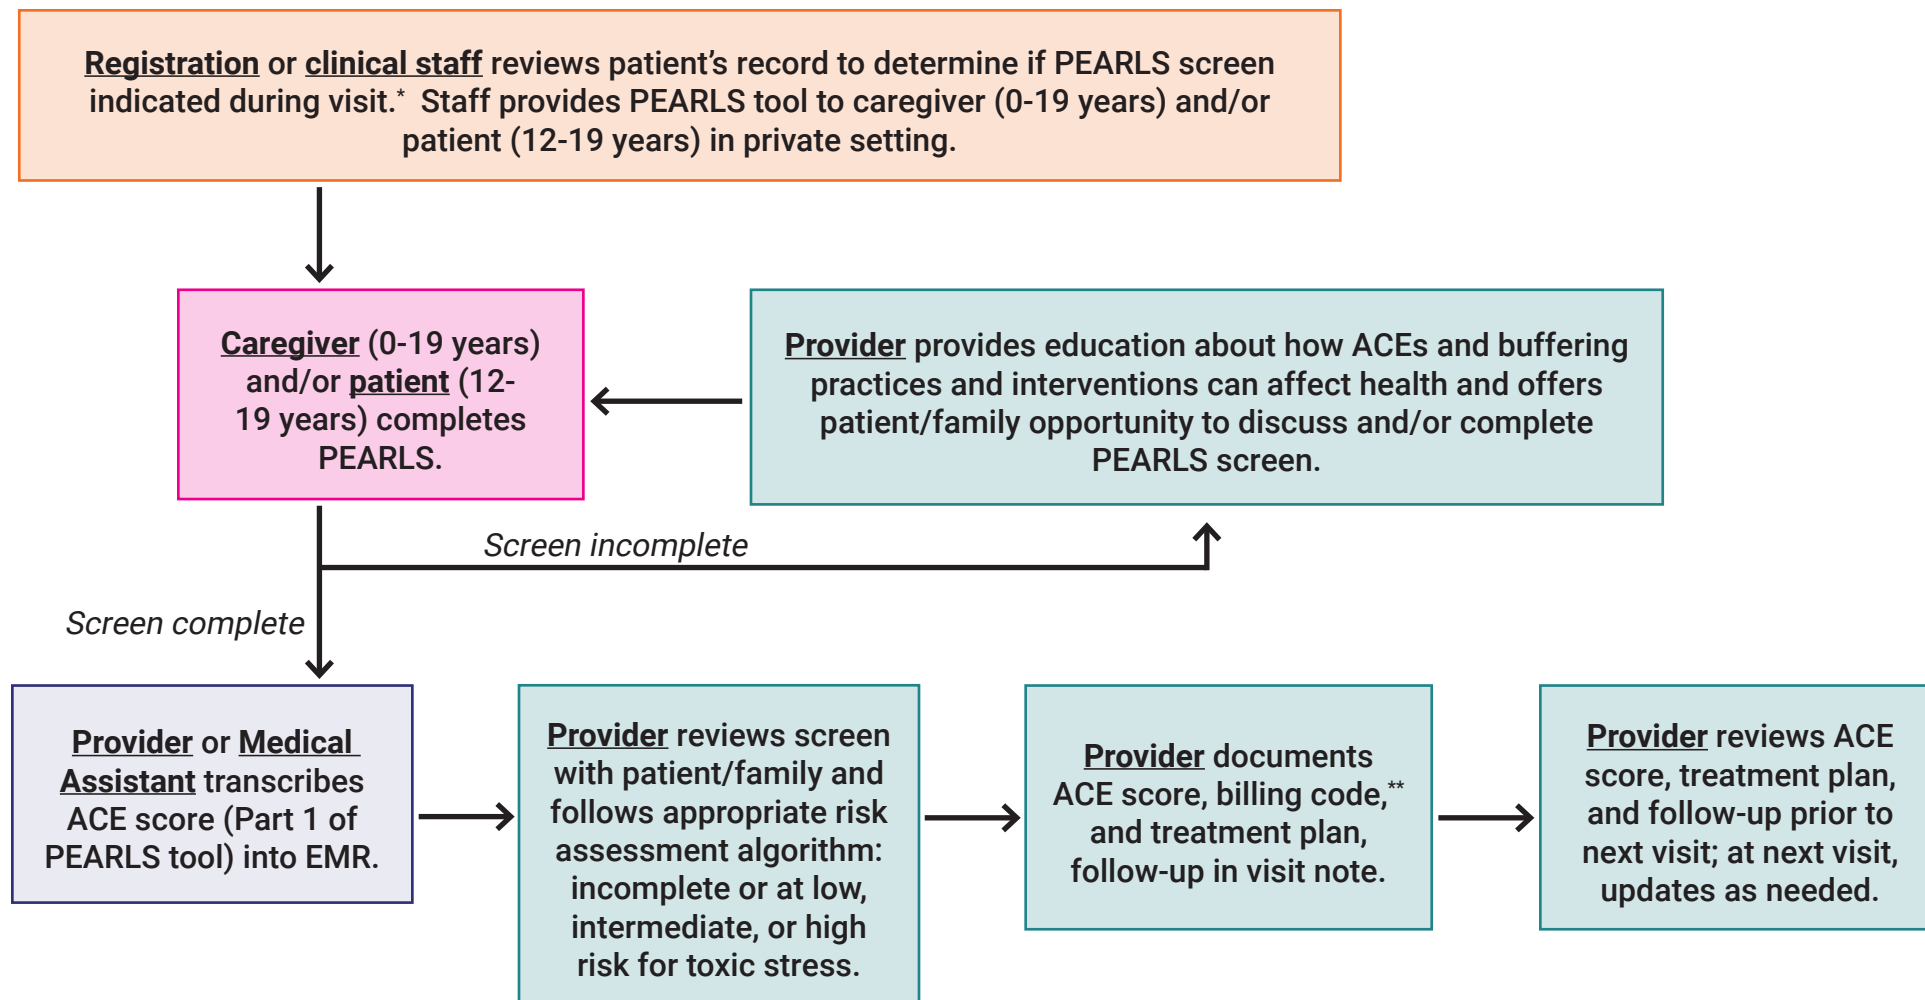 Registration or clinical staff reviews patient’s record to determine if PEARLS screen
indicated during visit.* Staff provides PEARLS tool to caregiver (0-19 years) and/or
patient (12-19 years) in private setting.
Caregiver (0-19 years)
and/or patient (12-
19 years) completes
PEARLS.
Provider provides education about how ACEs and buffering
practices and interventions can affect health and offers
patient/family opportunity to discuss and/or complete
PEARLS screen.
Screen incomplete
Screen complete
Provider or Medical
Assistant transcribes
ACE score (Part 1 of
PEARLS tool) into EMR.
Provider reviews screen
with patient/family and
follows appropriate risk
assessment algorithm:
incomplete or at low,
intermediate, or high
risk for toxic stress.
Provider documents
ACE score, billing code,**
and treatment plan,
follow-up in visit note.
Provider reviews ACE
score, treatment plan,
and follow-up prior to
next visit; at next visit,
updates as needed.